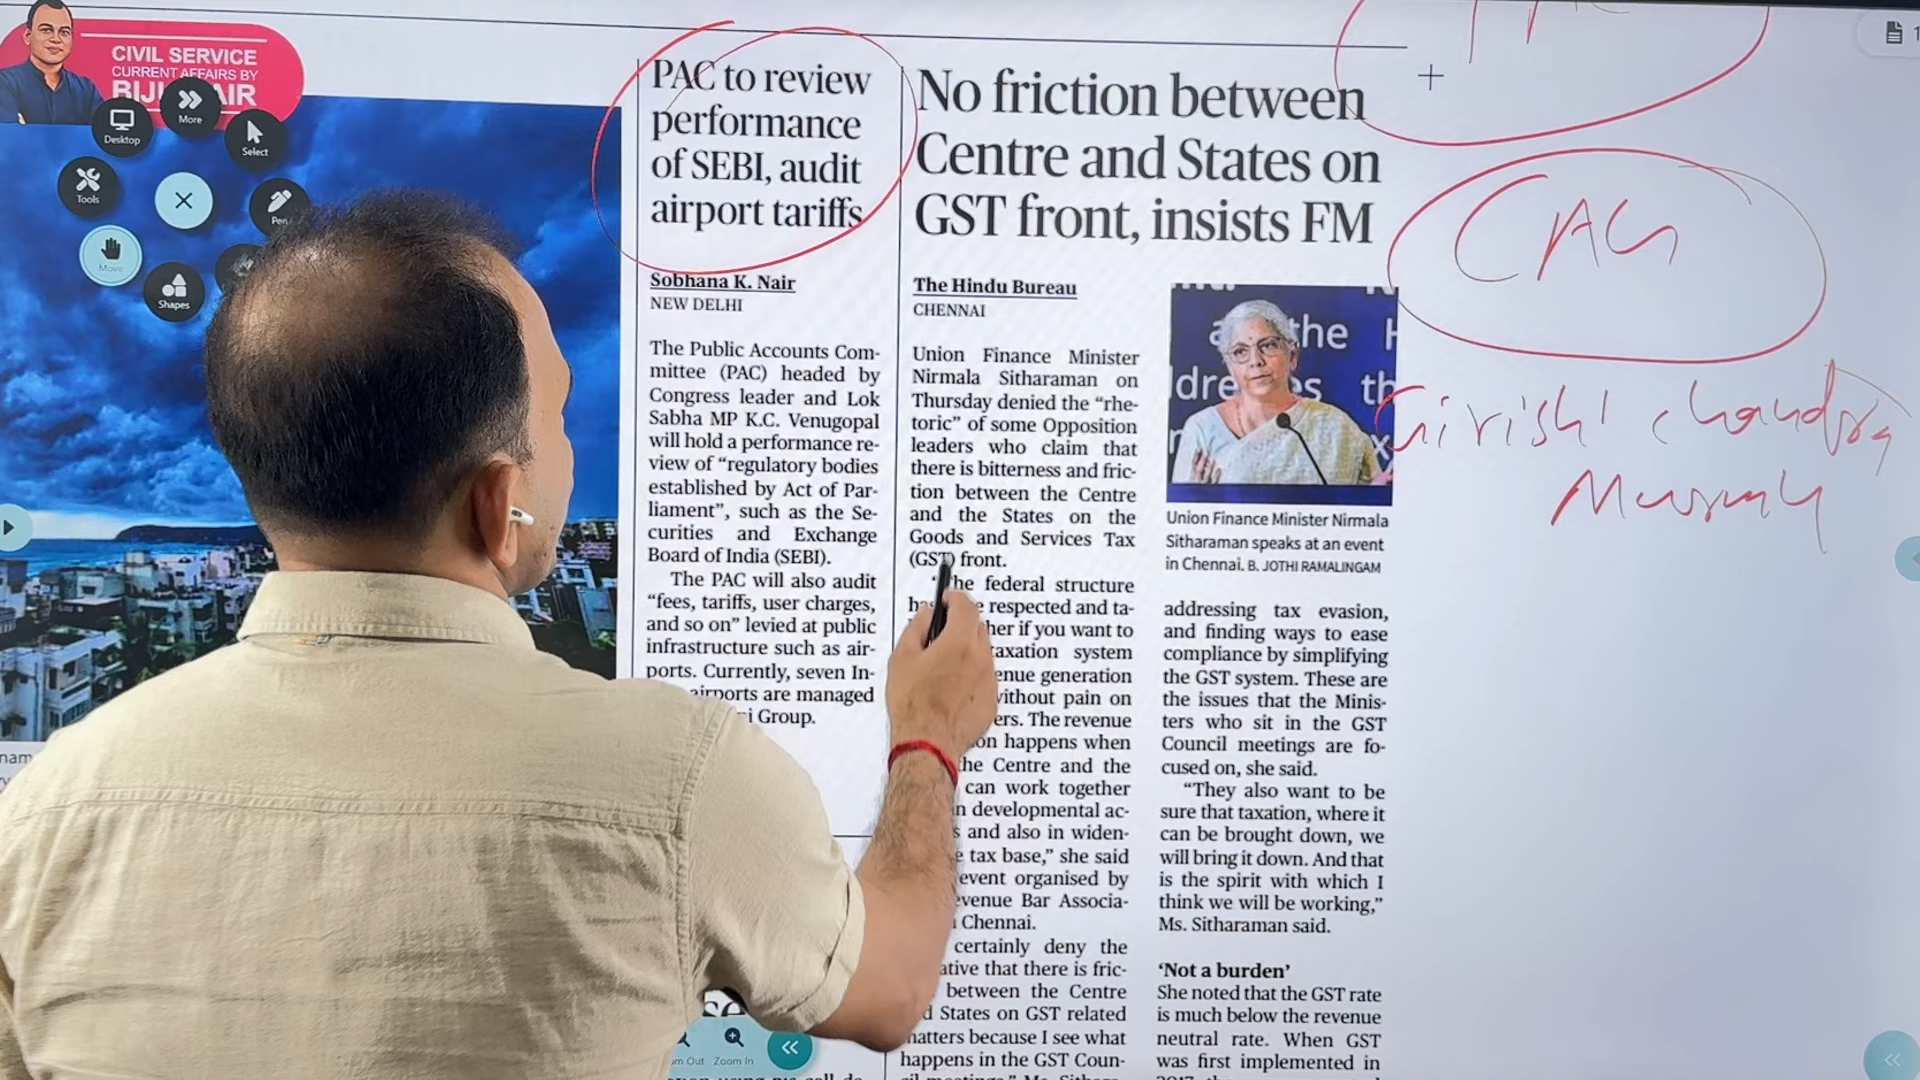 CIVIL SERVICE
CURRENT AFFAIRS BY
Desktop
More
Select
Tools
Pen
Move
Shapes
PAC to review
performance
of SEBI, audit
airport tariffs
Sobhana K. Nair
NEW DELHI
The Public Accounts Com-
mittee (PAC) headed by
Congress leader and Lok
Sabha MP K.C. Venugopal
will hold a performance re-
view of “regulatory bodies
established by Act of Par-
liament”, such as the Se-
curities and Exchange
Board of India (SEBI).
The PAC will also audit
“fees, tariffs, user charges,
and so on” levied at public
infrastructure such as air-
ports. Currently, seven In-
airports are managed
Group.
No friction between
Centre and States on
GST front, insists FM
The Hindu Bureau
CHENNAI
Union Finance Minister
Nirmala Sitharaman on
Thursday denied the “rhe-
toric” of some Opposition
leaders who claim that
there is bitterness and fric-
tion between the Centre
and the States on the
Goods and Services Tax
(GST) front.
federal structure
respected and ta-
if you want to
taxation system
without pain on
The revenue
happens when
the Centre and the
can work together
developmental ac-
and also in widen-
tax base,” she said
event organised by
Bar Associa-
Chennai.
certainly deny the
that there is fric-
between the Centre
States on GST related
matters because I see what
happens in the GST Coun-
Union Finance Minister Nirmala
Sitharaman speaks at an event
in Chennai. B. JOTHI RAMALINGAM
addressing tax evasion,
and finding ways to ease
compliance by simplifying
the GST system. These are
the issues that the Minis-
ters who sit in the GST
Council meetings are fo-
cused on, she said.
“They also want to be
sure that taxation, where it
can be brought down, we
will bring it down. And that
is the spirit with which I
think we will be working,”
Ms. Sitharaman said.
‘Not a burden’
She noted that the GST rate
is much below the revenue
neutral rate. When GST
was first implemented in
CAG
Girish Chandra
Zoom In